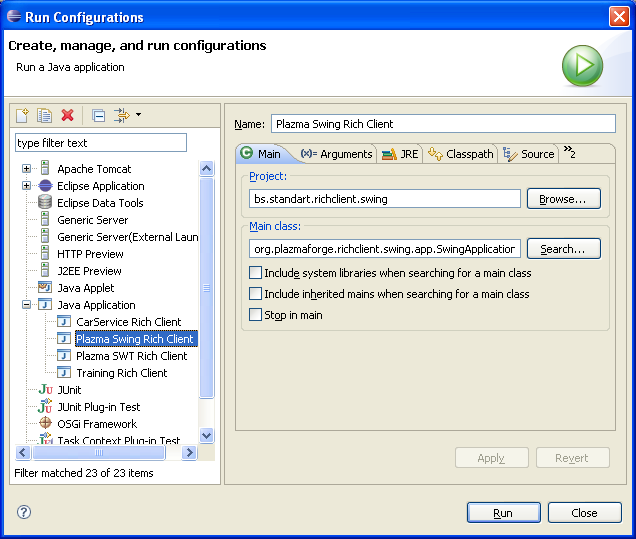 Run Configurations
Create, manage, and run configurations
Run a Java application
type filter text
Apache Tomcat
Eclipse Application
Eclipse Data Tools
Generic Server
Generic Server(External Laun
HTTP Preview
J2EE Preview
Java Applet
Java Application
CarService Rich Client
Plazma Swing Rich Client
Plazma SWT Rich Client
Training Rich Client
JUnit
JUnit Plug-in Test
OSGi Framework
Task Context Plug-in Test
Filter matched 23 of 23 items
Name: Plazma Swing Rich Client
Main (x)= Arguments JRE Classpath Source »2
Project:
bs.standart.richclient.swing Browse...
Main class:
org.plazmaforge.richclient.swing.app.SwingApplication Search...
Include system libraries when searching for a main class
Include inherited mains when searching for a main class
Stop in main
Apply Revert
? Run Close